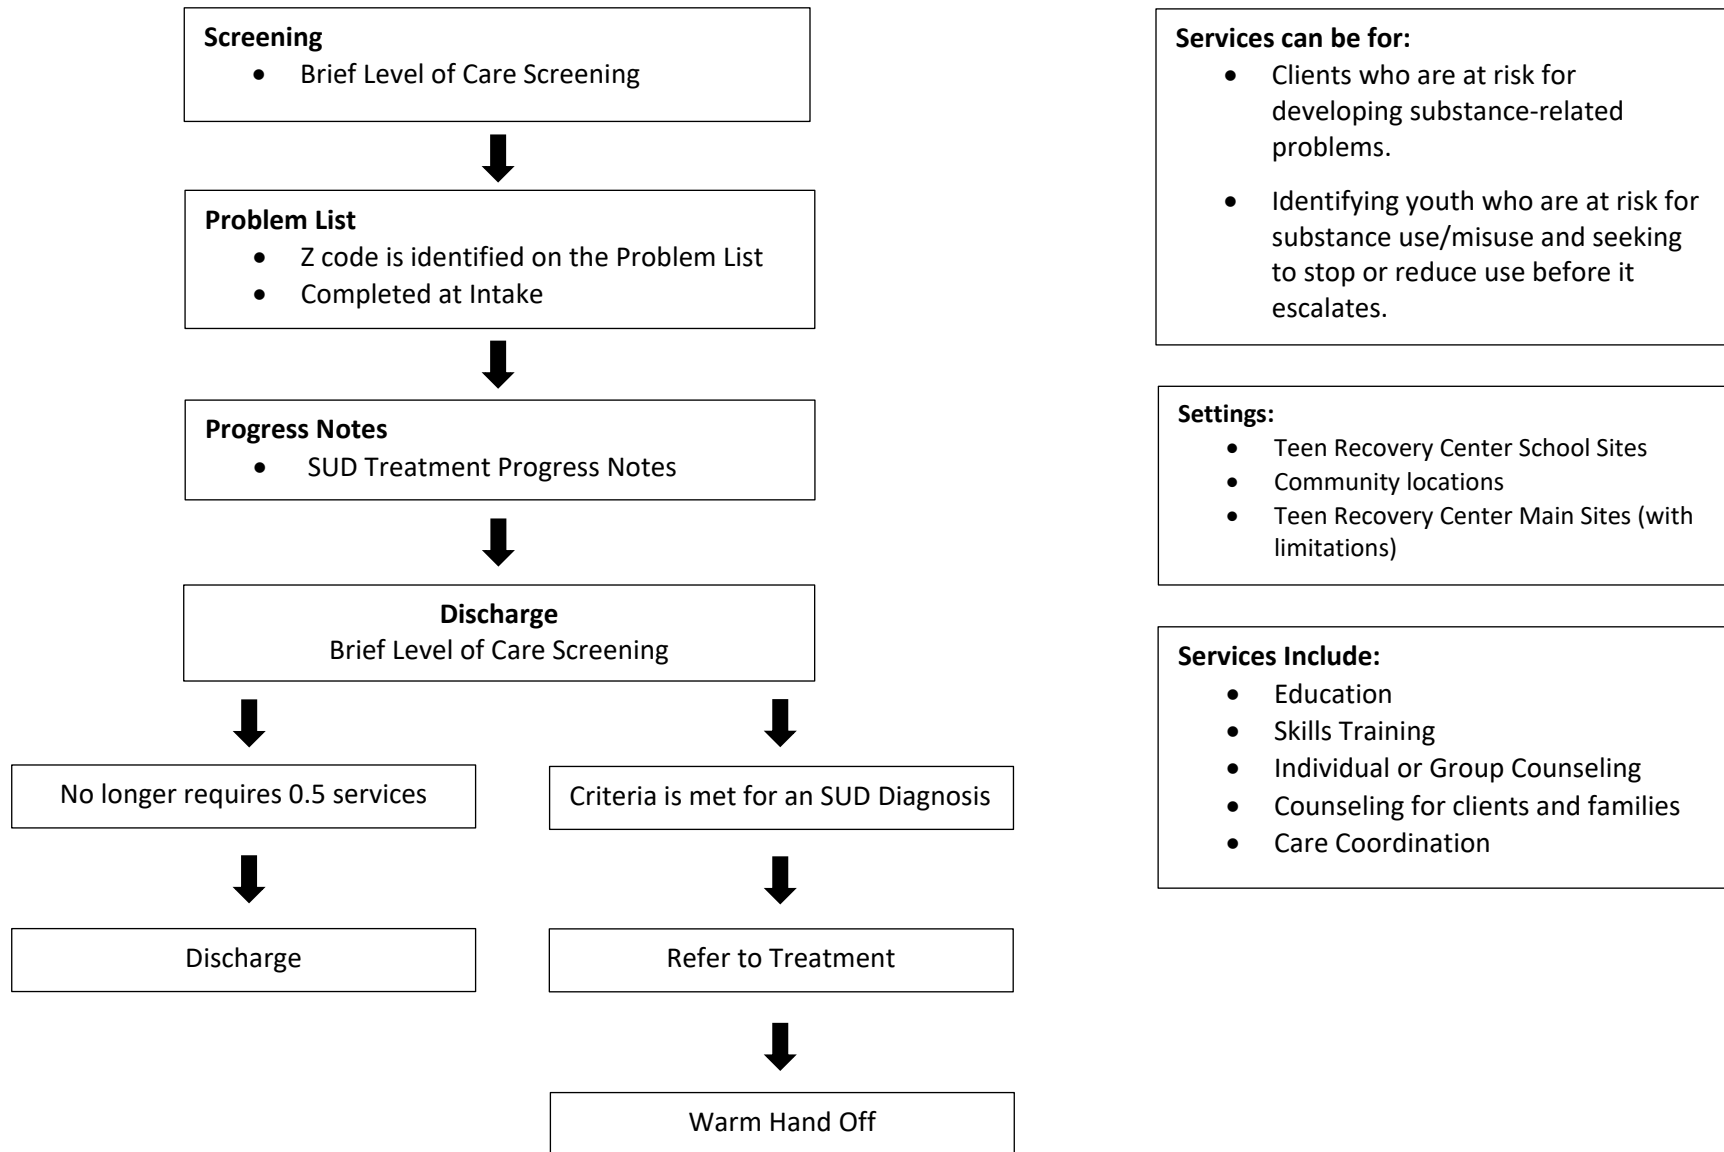 Screening
• Brief Level of Care Screening
Problem List
• Z code is identified on the Problem List
• Completed at Intake
Progress Notes
• SUD Treatment Progress Notes
Discharge
Brief Level of Care Screening
No longer requires 0.5 services
Criteria is met for an SUD Diagnosis
Discharge
Refer to Treatment
Warm Hand Off
Services can be for:
• Clients who are at risk for
developing substance-related
problems.
• Identifying youth who are at risk for
substance use/misuse and seeking
to stop or reduce use before it
escalates.
Settings:
• Teen Recovery Center School Sites
• Community locations
• Teen Recovery Center Main Sites (with
limitations)
Services Include:
• Education
• Skills Training
• Individual or Group Counseling
• Counseling for clients and families
• Care Coordination